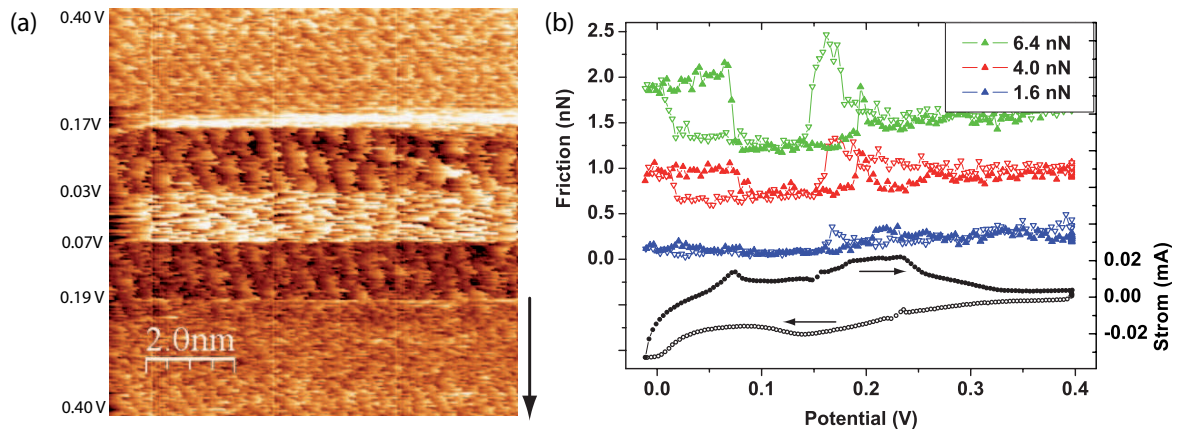 (a)
0.40 V
0.17V
0.03V
0.07V
0.19V
0.40 V
2.0nm
(b)
2.5
2.0
1.5
1.0
0.5
0.0
Friction (nN)
6.4 nN
4.0 nN
1.6 nN
0.02
0.00
-0.02
Strom (mA)
0.0
0.1
0.2
0.3
0.4
Potential (V)